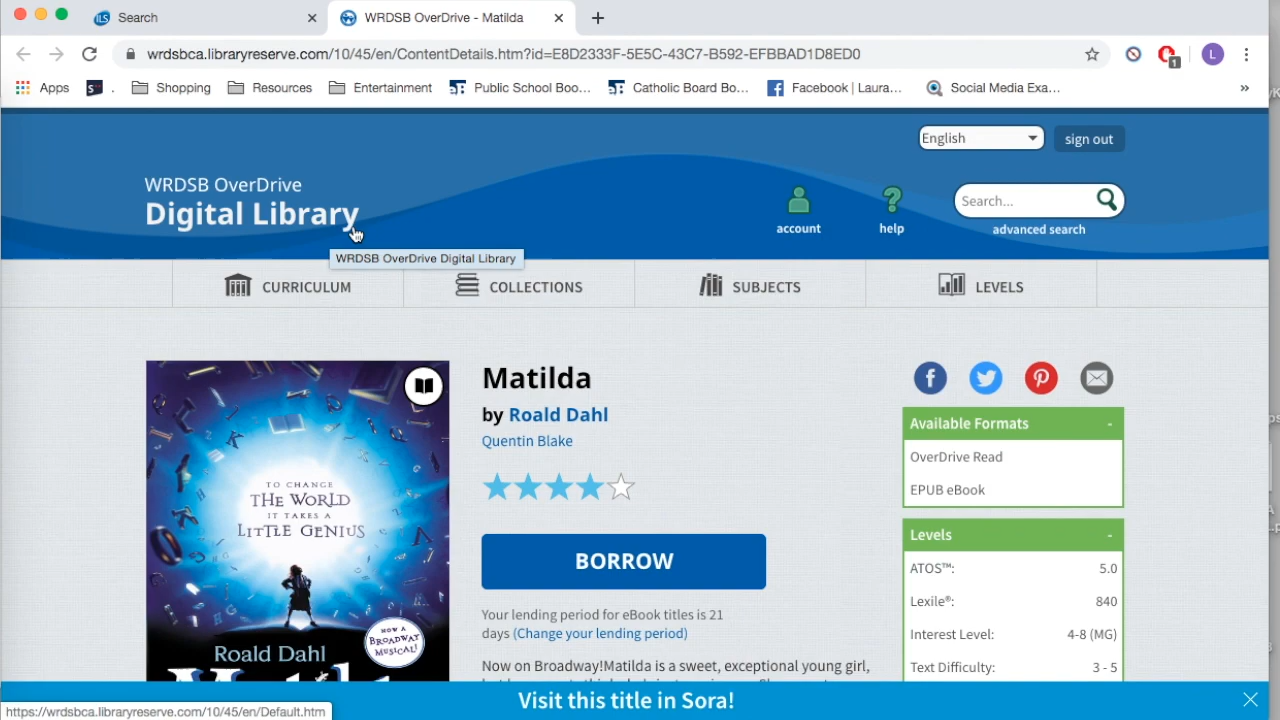 Search
WRDSB OverDrive - Matilda
wrdsbca.libraryreserve.com/10/45/en/ContentDetails.htm?id=E8D2333F-5E5C-43C7-B592-EFBBAD1D8ED0
1
L
Apps
.
Shopping
Resources
Entertainment
Public School Boo...
Catholic Board Bo...
Facebook | Laura...
Social Media Exa...
»
English
sign out
WRDSB OverDrive
Digital Library
account
help
Search...
advanced search
WRDSB OverDrive Digital Library
CURRICULUM
COLLECTIONS
SUBJECTS
LEVELS
TO CHANGE
THE WORLD
IT TAKES A
LITTLE GENIUS
NOW A
BROADWAY
MUSICAL!
Roald Dahl
Matilda
by Roald Dahl
Quentin Blake
BORROW
Your lending period for eBook titles is 21
days (Change your lending period)
Now on Broadway!Matilda is a sweet, exceptional young girl,
Available Formats -
OverDrive Read
EPUB eBook
Levels -
ATOS™: 5.0
Lexile®: 840
Interest Level: 4-8 (MG)
Text Difficulty: 3 - 5
Visit this title in Sora!
https://wrdsbca.libraryreserve.com/10/45/en/Default.htm